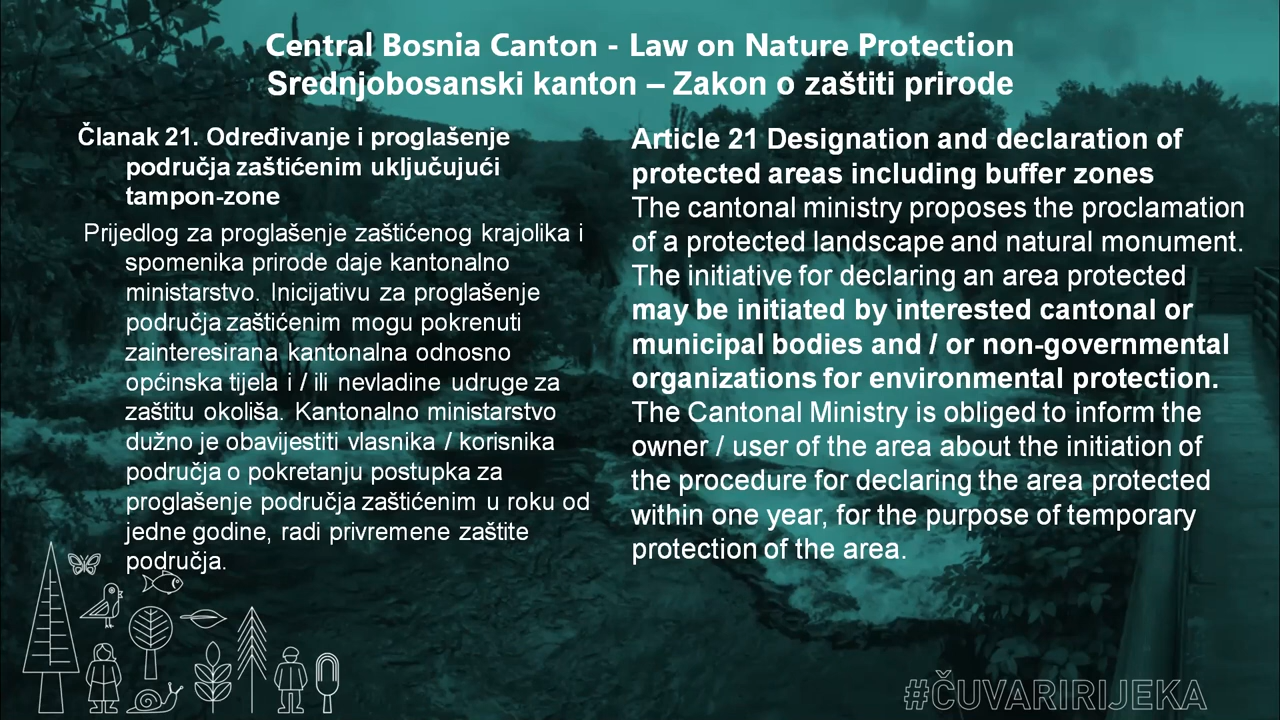 Central Bosnia Canton - Law on Nature Protection
Srednjobosanski kanton – Zakon o zaštiti prirode
Članak 21. Određivanje i proglašenje
područja zaštićenim uključujući
tampon-zone
Prijedlog za proglašenje zaštićenog krajolika i
spomenika prirode daje kantonalno
ministarstvo. Inicijativu za proglašenje
područja zaštićenim mogu pokrenuti
zainteresirana kantonalna odnosno
općinska tijela i / ili nevladine udruge za
zaštitu okoliša. Kantonalno ministarstvo
dužno je obavijestiti vlasnika / korisnika
područja o pokretanju postupka za
proglašenje područja zaštićenim u roku od
jedne godine, radi privremene zaštite
područja.
Article 21 Designation and declaration of
protected areas including buffer zones
The cantonal ministry proposes the proclamation
of a protected landscape and natural monument.
The initiative for declaring an area protected
may be initiated by interested cantonal or
municipal bodies and / or non-governmental
organizations for environmental protection.
The Cantonal Ministry is obliged to inform the
owner / user of the area about the initiation of
the procedure for declaring the area protected
within one year, for the purpose of temporary
protection of the area.
#ČUVARIRIJEKA